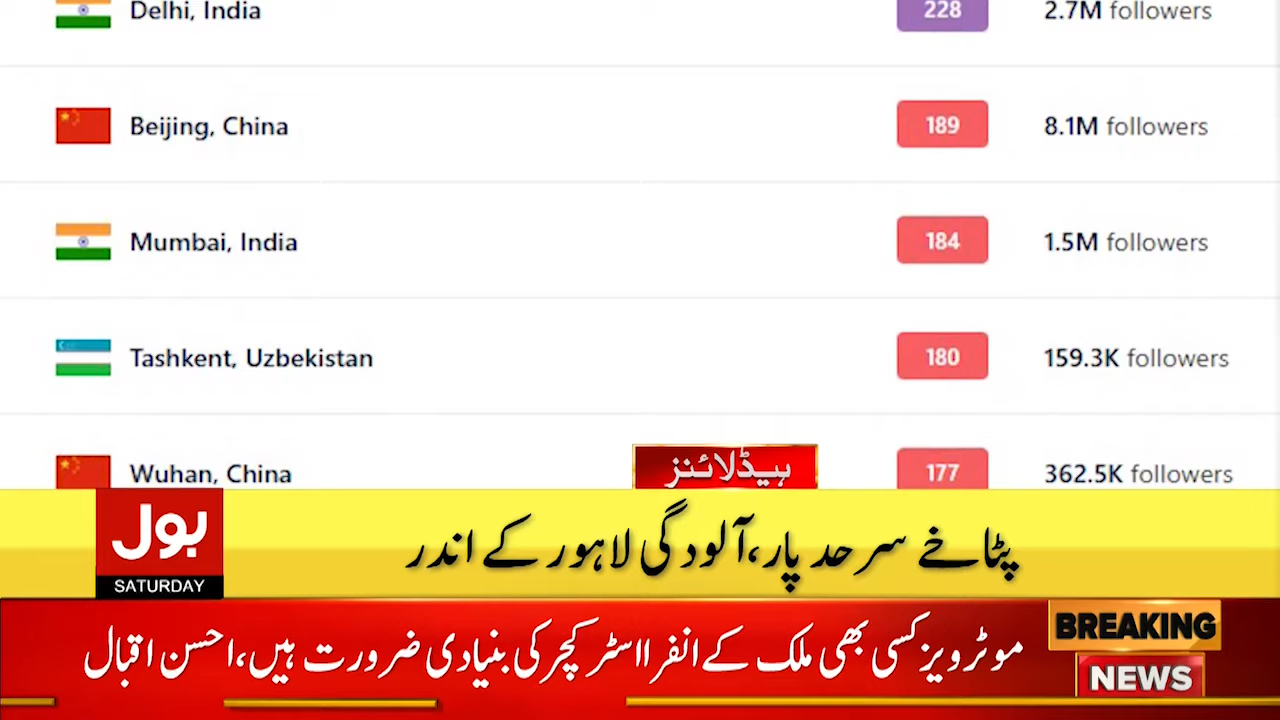 Delhi, India 228 2.7M followers
Beijing, China 189 8.1M followers
Mumbai, India 184 1.5M followers
Tashkent, Uzbekistan 180 159.3K followers
Wuhan, China 177 362.5K followers
ہیڈلائنز
بول
SATURDAY
پٹاخے سرحد پار، آلودگی لاہور کے اندر
موٹرویز کسی بھی ملک کے انفرااسٹرکچر کی بنیادی ضرورت ہیں، احسن اقبال
BREAKING
NEWS